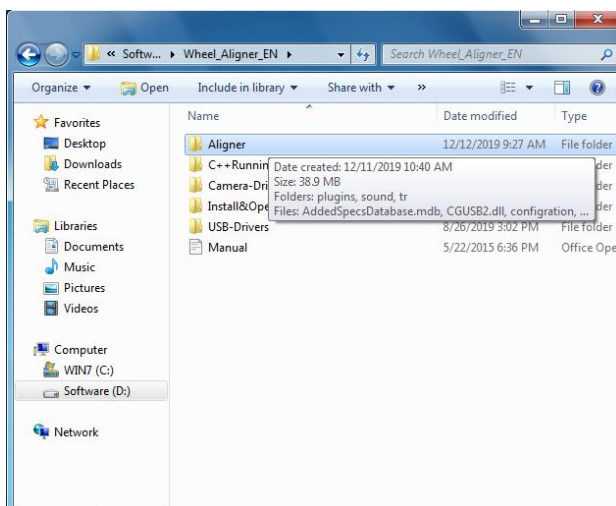 « Softw... ▸ Wheel_Aligner_EN ▸
Search Wheel_Aligner_EN
Organize ▾ Open Include in library ▾ Share with ▾ »
Name Date modified Type
Favorites
Desktop
Downloads
Recent Places
Libraries
Documents
Music
Pictures
Videos
Computer
WIN7 (C:)
Software (D:)
Network
Aligner 12/12/2019 9:27 AM File folder
C++Runnin
Camera-Dri
Install&Ope
USB-Drivers 8/26/2019 3:02 PM File folder
Manual 5/22/2015 6:36 PM Office Ope
Date created: 12/11/2019 10:40 AM
Size: 38.9 MB
Folders: plugins, sound, tr
Files: AddedSpecsDatabase.mdb, CGUSB2.dll, configration, ...